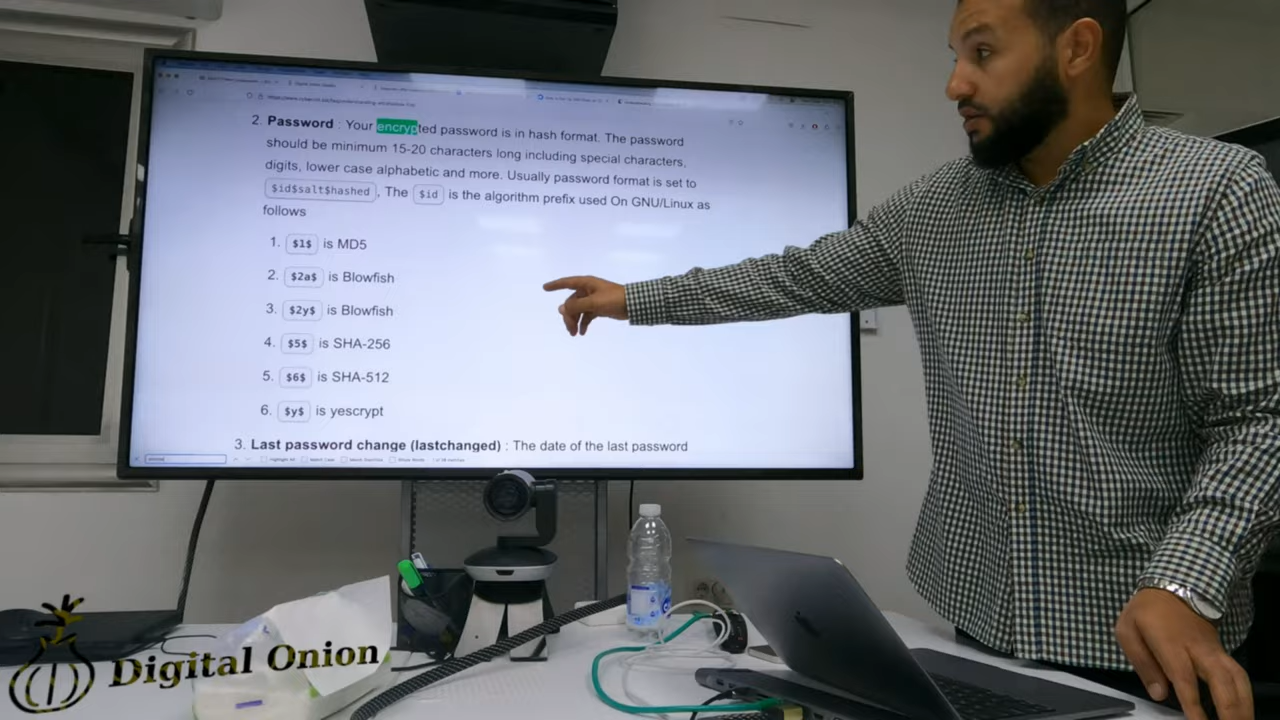 2. Password : Your encrypted password is in hash format. The password
should be minimum 15-20 characters long including special characters,
digits, lower case alphabetic and more. Usually password format is set to
$id$salt$hashed, The $id is the algorithm prefix used On GNU/Linux as
follows
1. $1$ is MD5
2. $2a$ is Blowfish
3. $2y$ is Blowfish
4. $5$ is SHA-256
5. $6$ is SHA-512
6. $y$ is yescrypt
3. Last password change (lastchanged) : The date of the last password
Digital Onion